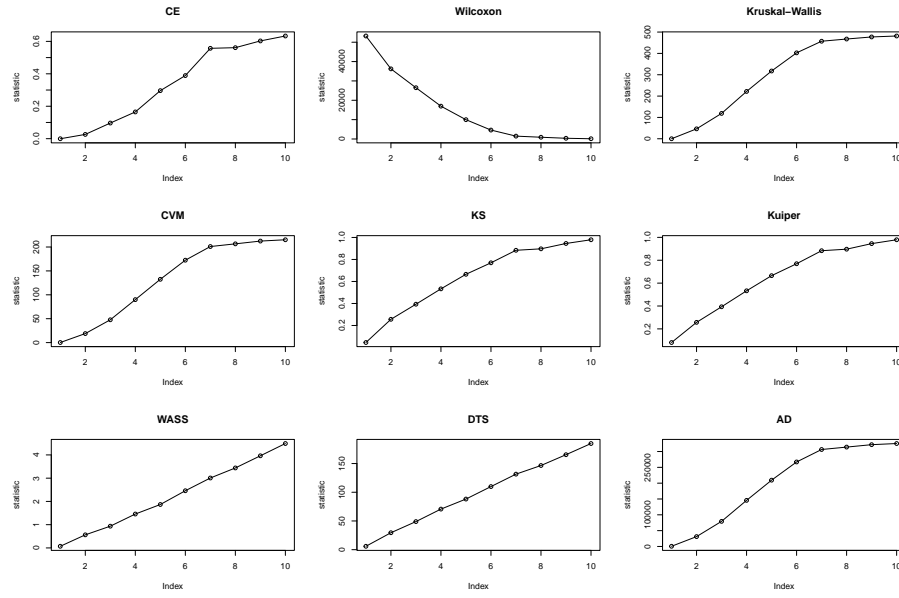 CE
statistic
0.0 0.2 0.4 0.6
2 4 6 8 10
Index
Wilcoxon
statistic
0 20000 40000
2 4 6 8 10
Index
Kruskal−Wallis
statistic
0 100 200 300 400 500
2 4 6 8 10
Index
CVM
statistic
0 50 100 150 200
2 4 6 8 10
Index
KS
statistic
0.2 0.4 0.6 0.8 1.0
2 4 6 8 10
Index
Kuiper
statistic
0.2 0.4 0.6 0.8 1.0
2 4 6 8 10
Index
WASS
statistic
0 1 2 3 4
2 4 6 8 10
Index
DTS
statistic
0 50 100 150
2 4 6 8 10
Index
AD
statistic
0 100000 250000
2 4 6 8 10
Index